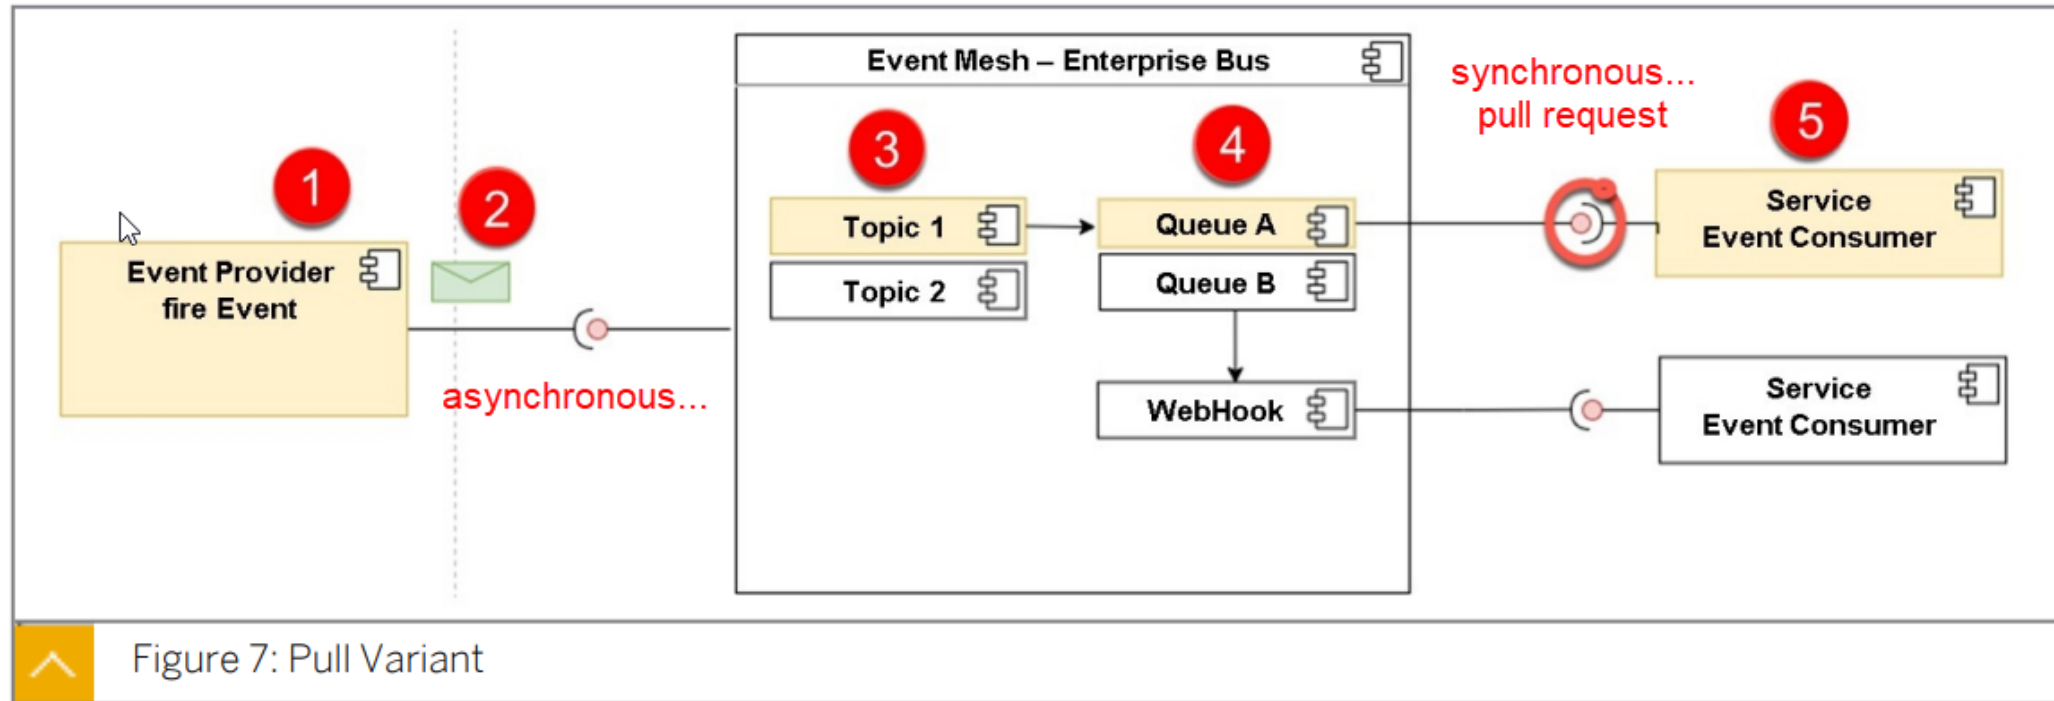 Event Mesh – Enterprise Bus
synchronous...
pull request
1
2
3
4
5
Event Provider
fire Event
asynchronous...
Topic 1
Topic 2
Queue A
Queue B
WebHook
Service
Event Consumer
Service
Event Consumer
Figure 7: Pull Variant